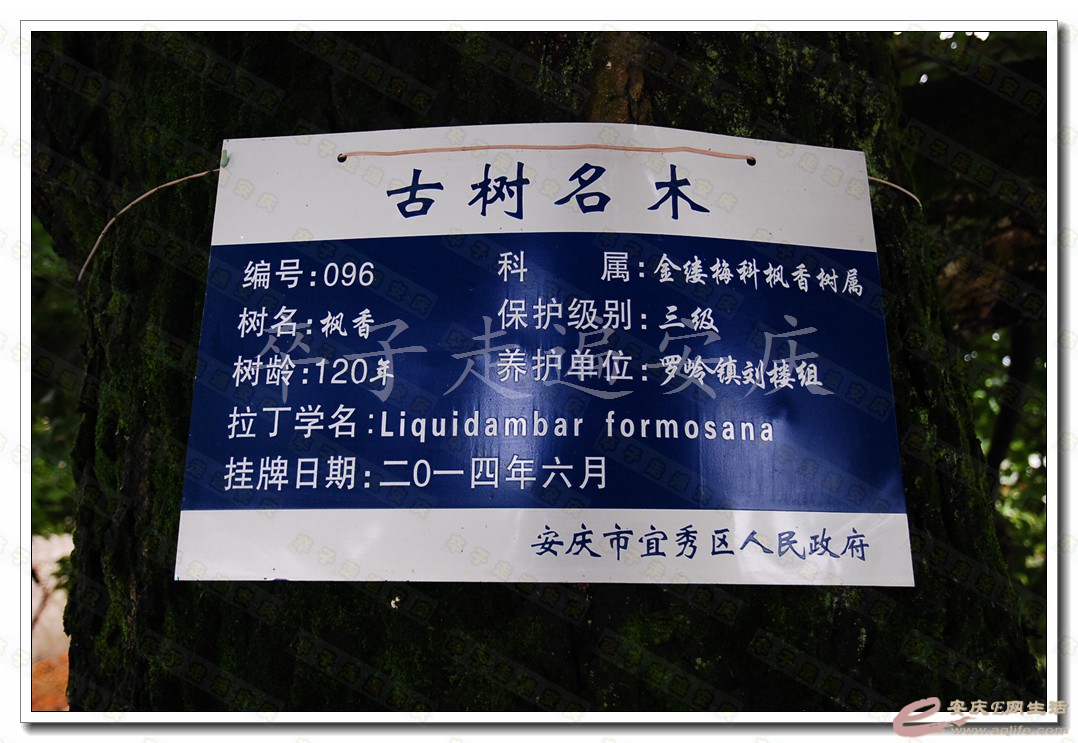 古树名木
编号:096 科 属:金缕梅科枫香树属
树名:枫香 保护级别:三级
树龄:120年 养护单位:罗岭镇刘楼组
拉丁学名:Liquidambar formosana
挂牌日期:二0一四年六月
安庆市宜秀区人民政府
卒子走遍安庆
安庆E网生活
www.aqlife.com